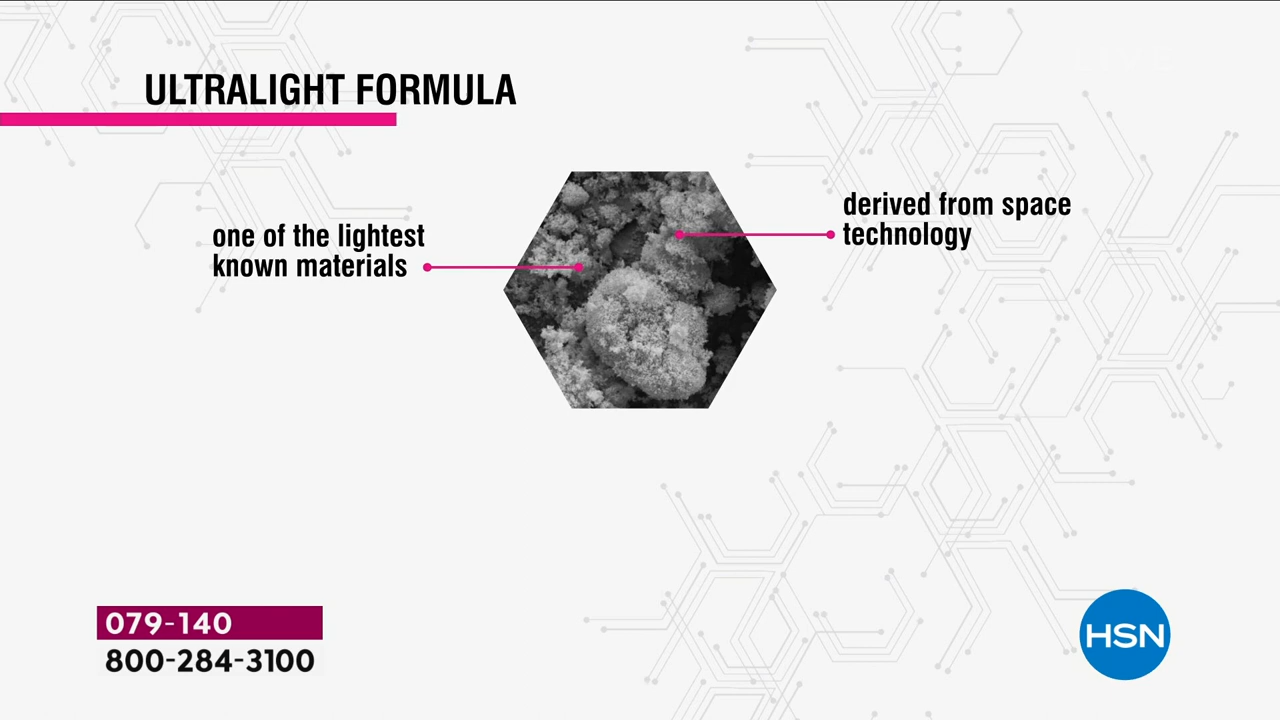 ULTRALIGHT FORMULA
one of the lightest
known materials
derived from space
technology
079-140
800-284-3100
HSN